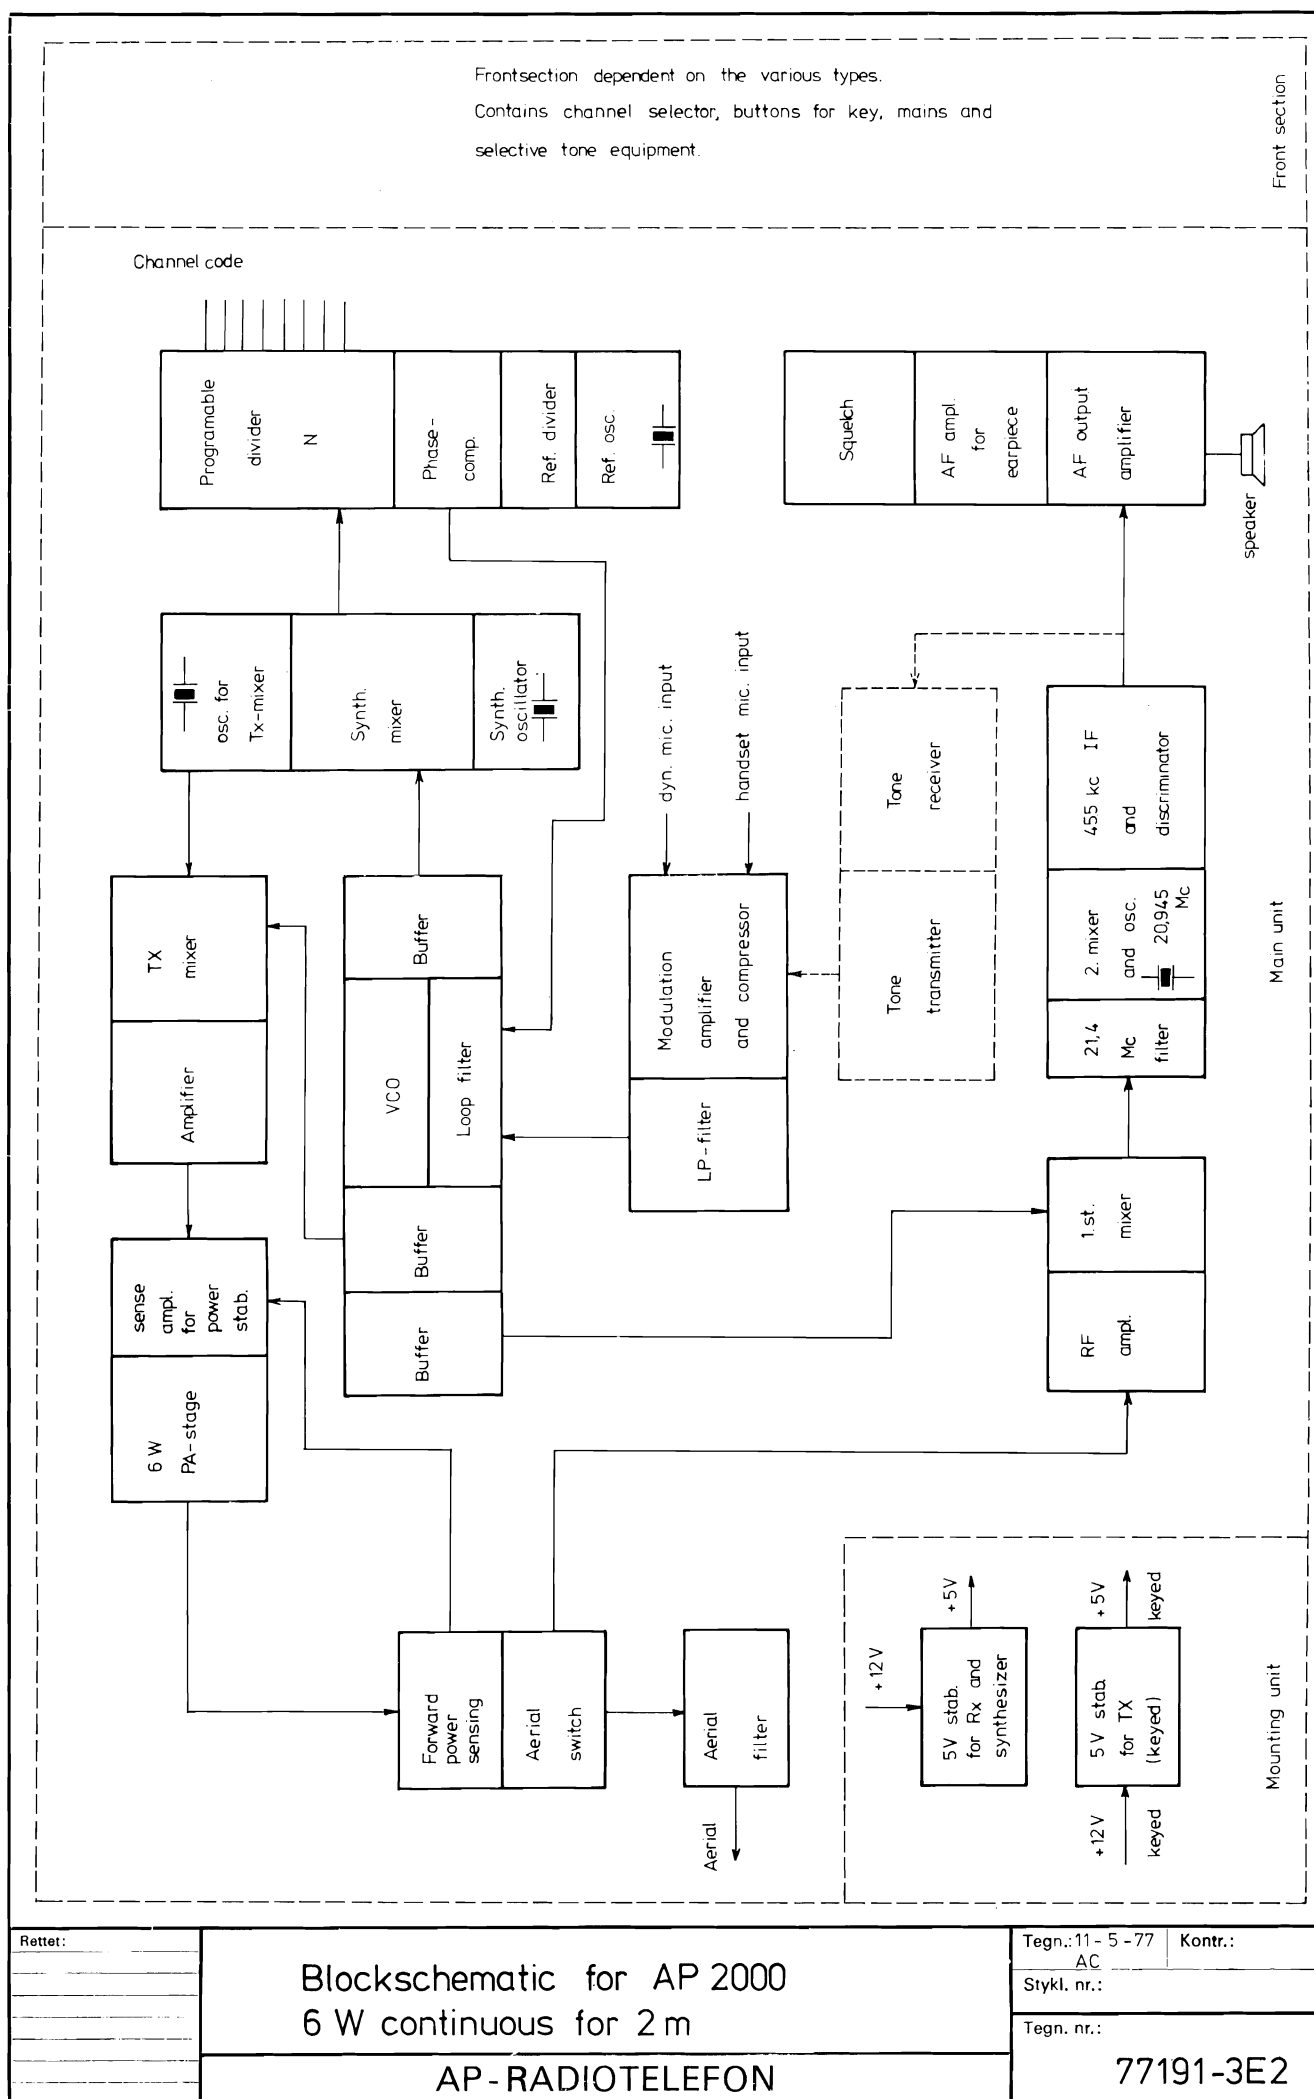 Frontsection dependent on the various types.
Contains channel selector, buttons for key, mains and
selective tone equipment.
Front section
Channel code
Programable
divider
N
Phase-
comp.
Ref. divider
Ref. osc.
Squelch
AF ampl.
for
earpiece
AF output
amplifier
speaker
osc. for
Tx-mixer
Synth.
mixer
Synth.
oscillator
dyn. mic. input
handset mic. input
Tone
receiver
Tone
transmitter
455 kc IF
and
discriminator
2. mixer
and osc.
20,945
Mc
21,4
Mc
filter
Main unit
TX
mixer
Amplifier
Buffer
VCO
Loop filter
Buffer
Buffer
Modulation
amplifier
and compressor
LP-filter
1.st.
mixer
RF
ampl.
sense
ampl.
for
power
stab.
6 W
PA-stage
Forward
power
sensing
Aerial
switch
Aerial
filter
Aerial
+12V
+5V
5V stab.
for Rx and
synthesizer
+5V
keyed
5V stab.
for TX
(keyed)
+12V
keyed
Mounting unit
Rettet:
Blockschematic for AP 2000
6 W continuous for 2 m
AP-RADIOTELEFON
Tegn.: 11-5-77
AC
Kontr.:
Stykl. nr.:
Tegn. nr.:
77191-3E2